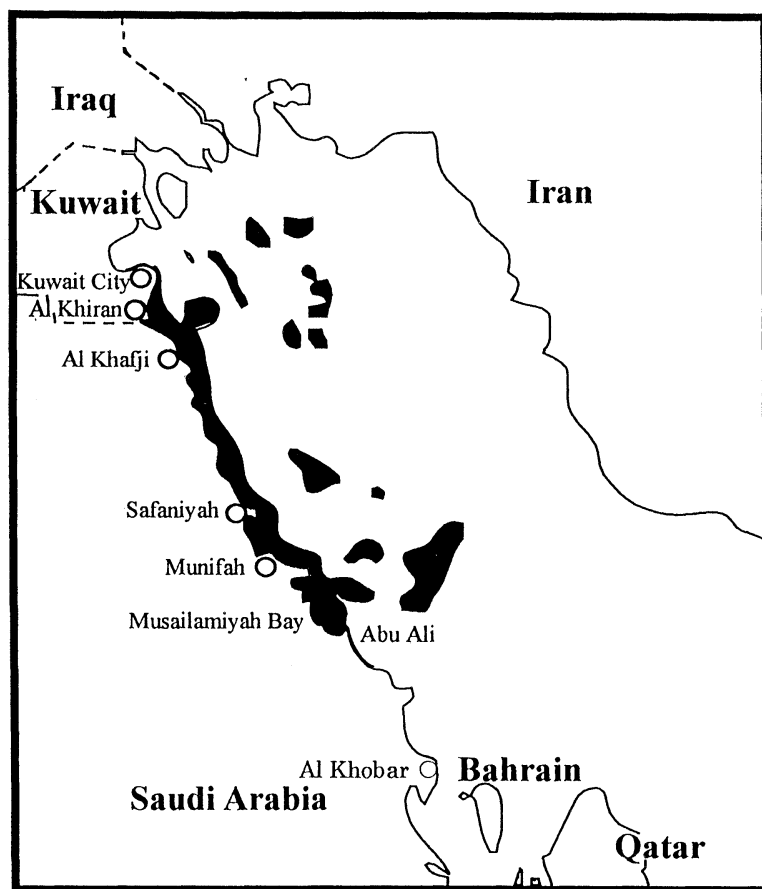 Iraq
Iran
Kuwait
Kuwait City
Al Khiran
Al Khafji
Safaniyah
Munifah
Musailamiyah Bay
Abu Ali
Al Khobar
Bahrain
Saudi Arabia
Qatar